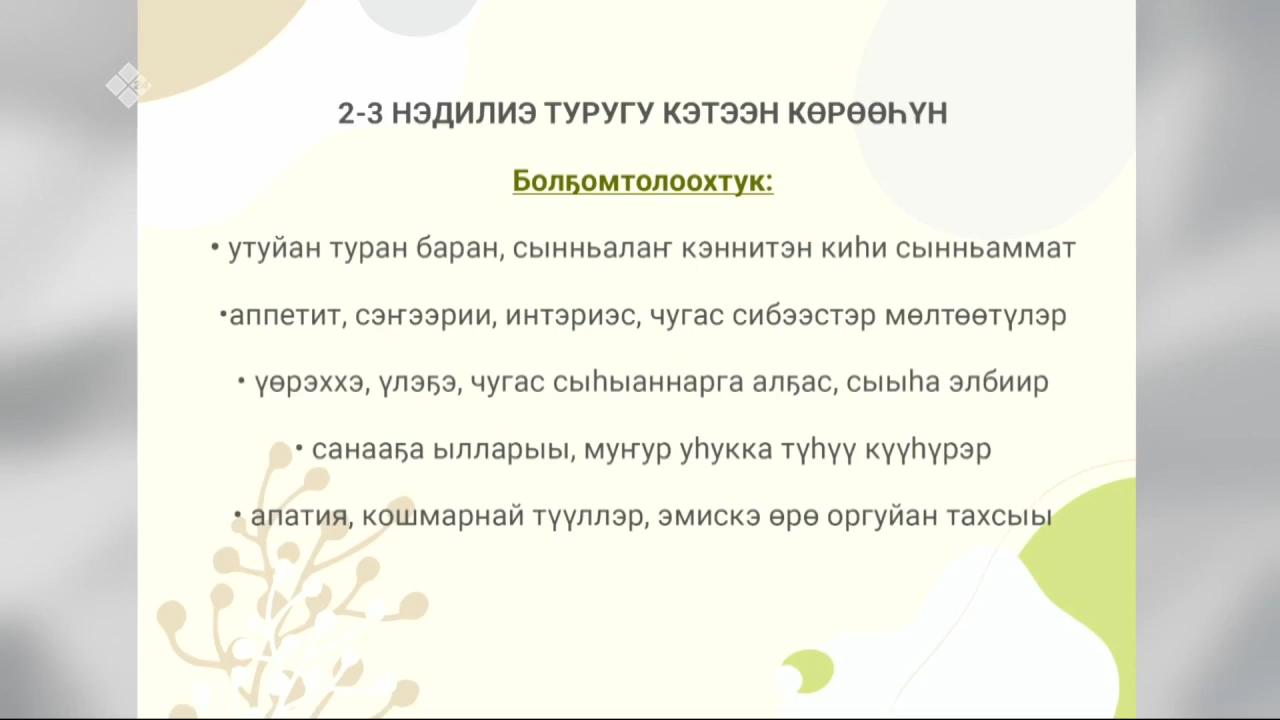 2-3 НЭДИЛИЭ ТУРУГУ КЭТЭЭН КӨРӨӨҺҮН
Болҕомтолоохтук:
• утуйан туран баран, сынньалаҥ кэннитэн киһи сынньаммат
•аппетит, сэҥээрии, интэриэс, чугас сибээстэр мөлтөөтүлэр
• үөрэххэ, үлэҕэ, чугас сыһыаннарга алҕас, сыыһа элбиир
• санааҕа ылларыы, муҥур уһукка түһүү күүһүрэр
• апатия, кошмарнай түүллэр, эмискэ өрө оргуйан тахсыы